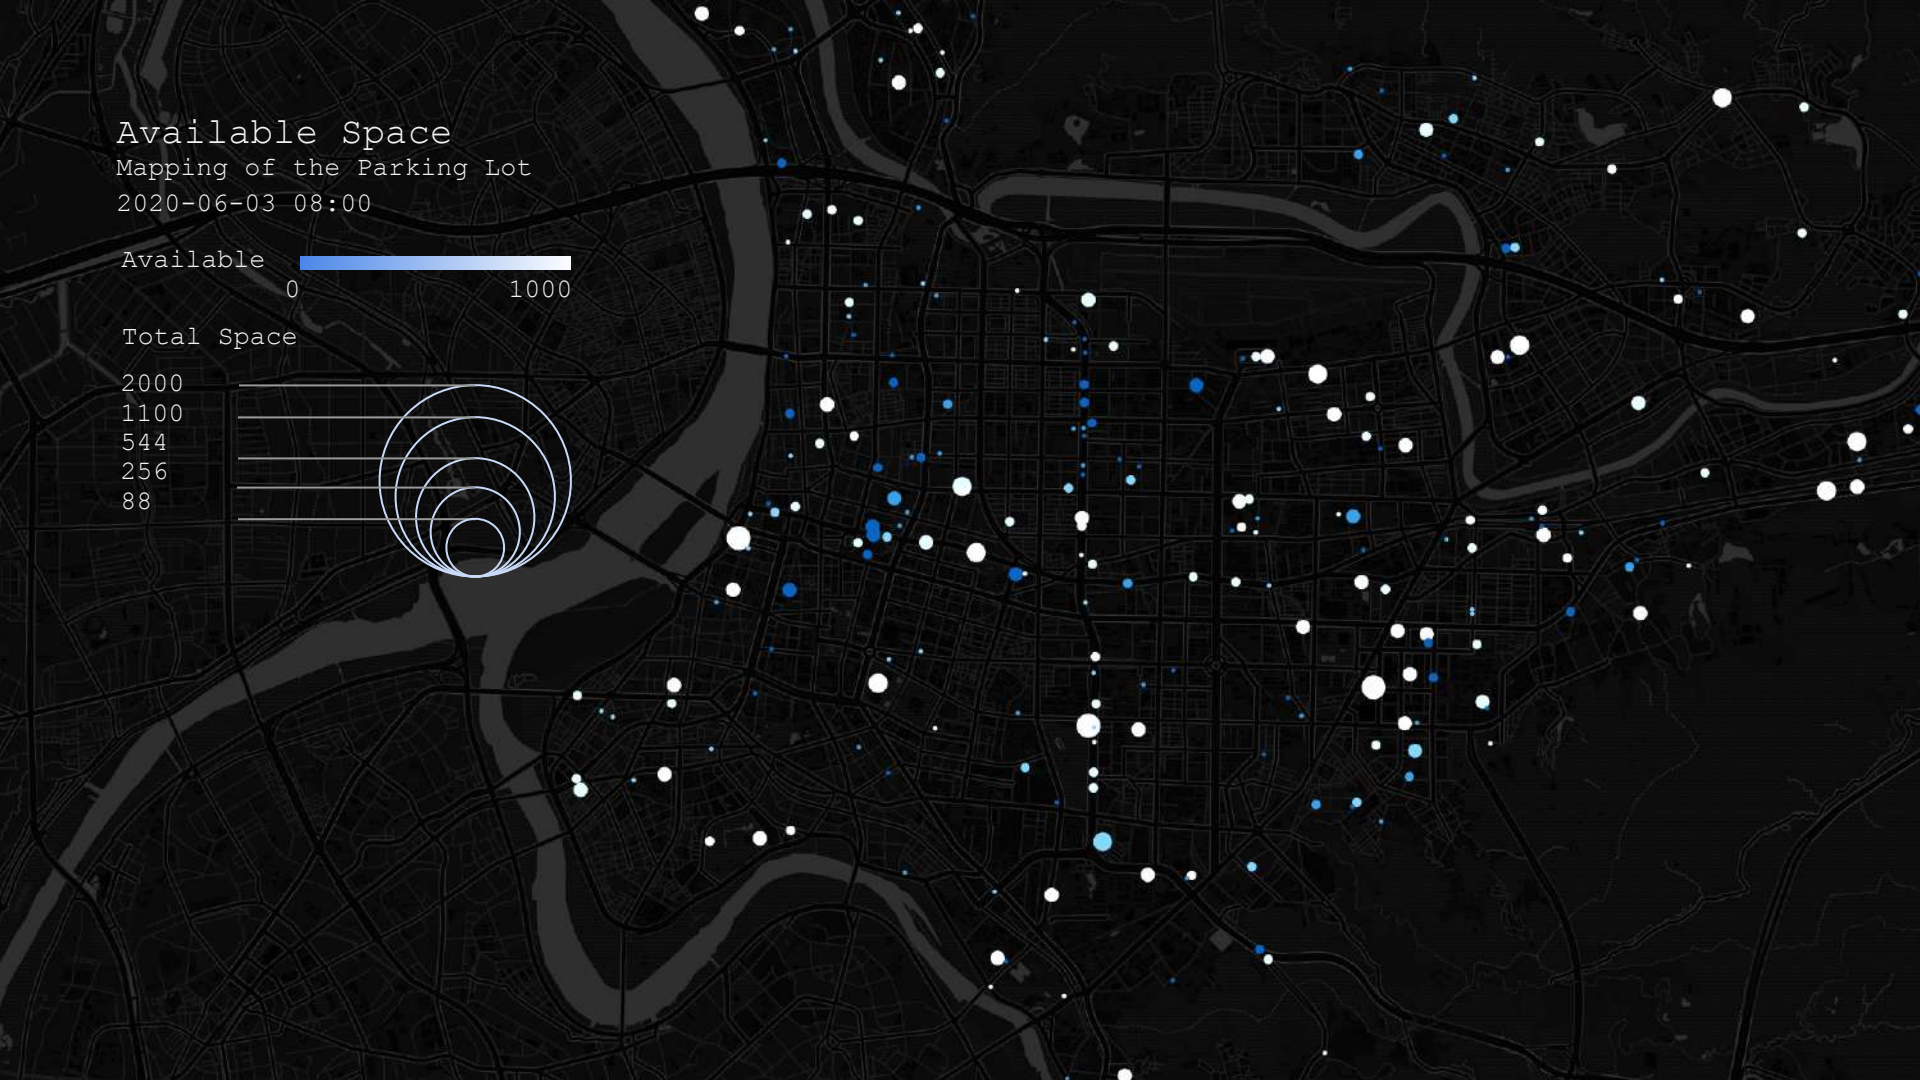 Available Space
Mapping of the Parking Lot
2020-06-03 08:00
Available
0 1000
Total Space
2000
1100
544
256
88